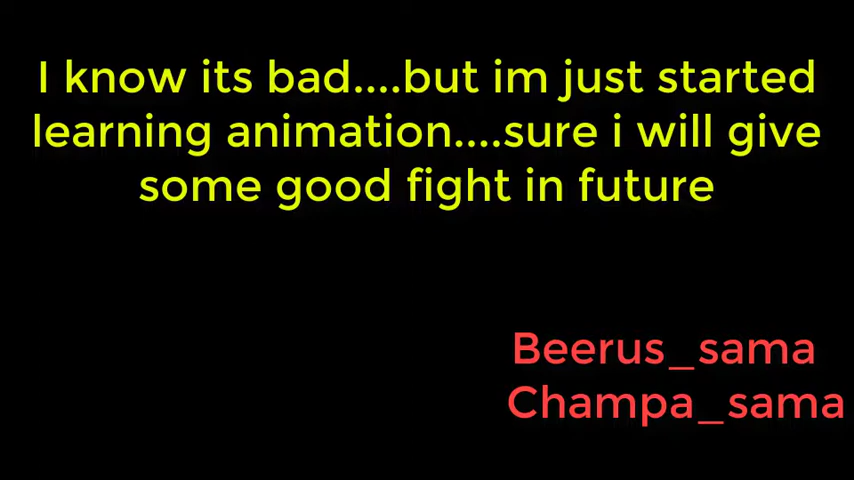 I know its bad....but im just started
learning animation....sure i will give
some good fight in future
Beerus_sama
Champa_sama